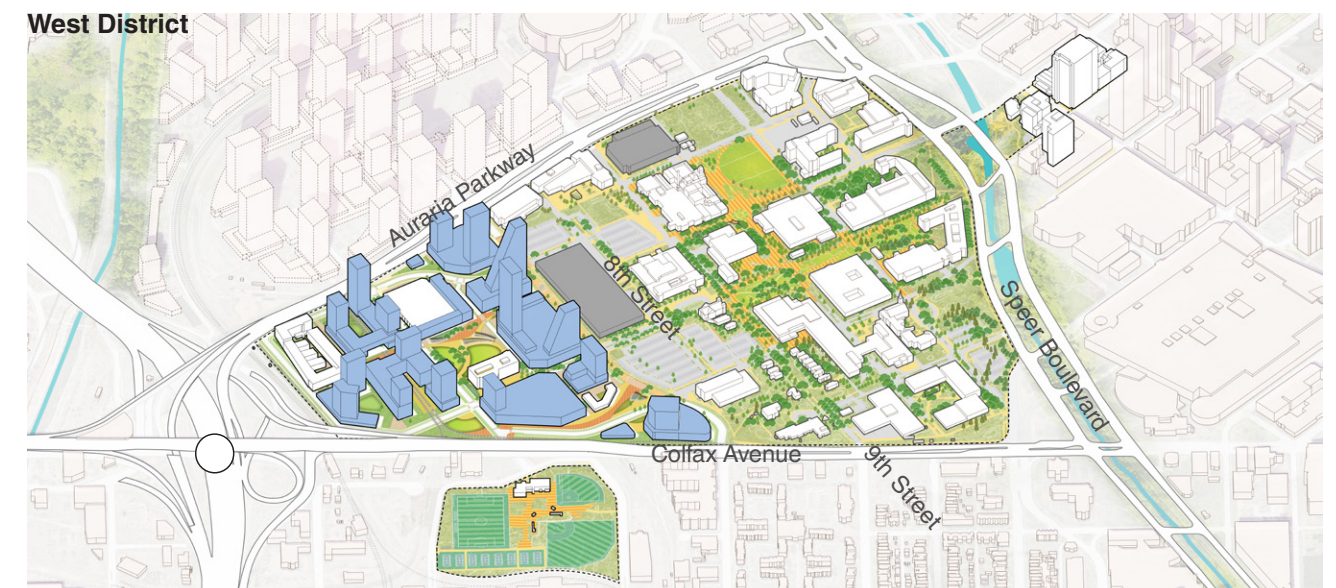 West District
Auraria Parkway
8th Street
Speer Boulevard
Colfax Avenue
9th Street